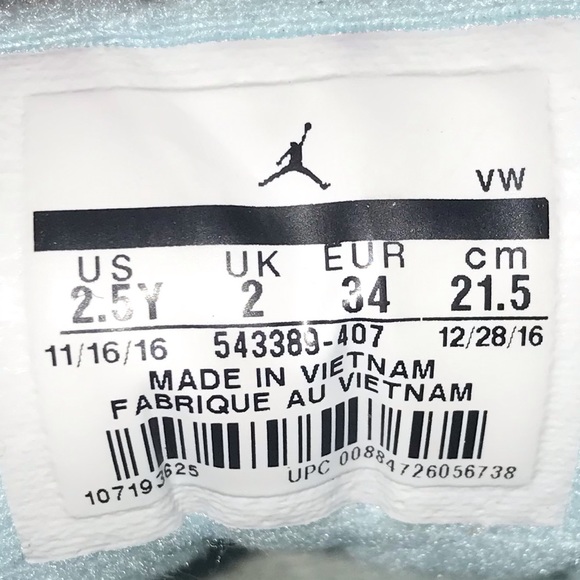 VW
US UK EUR cm
2.5Y 2 34 21.5
11/16/16 543389-407 12/28/16
MADE IN VIETNAM
FABRIQUE AU VIETNAM
107193625 UPC 00884726056738